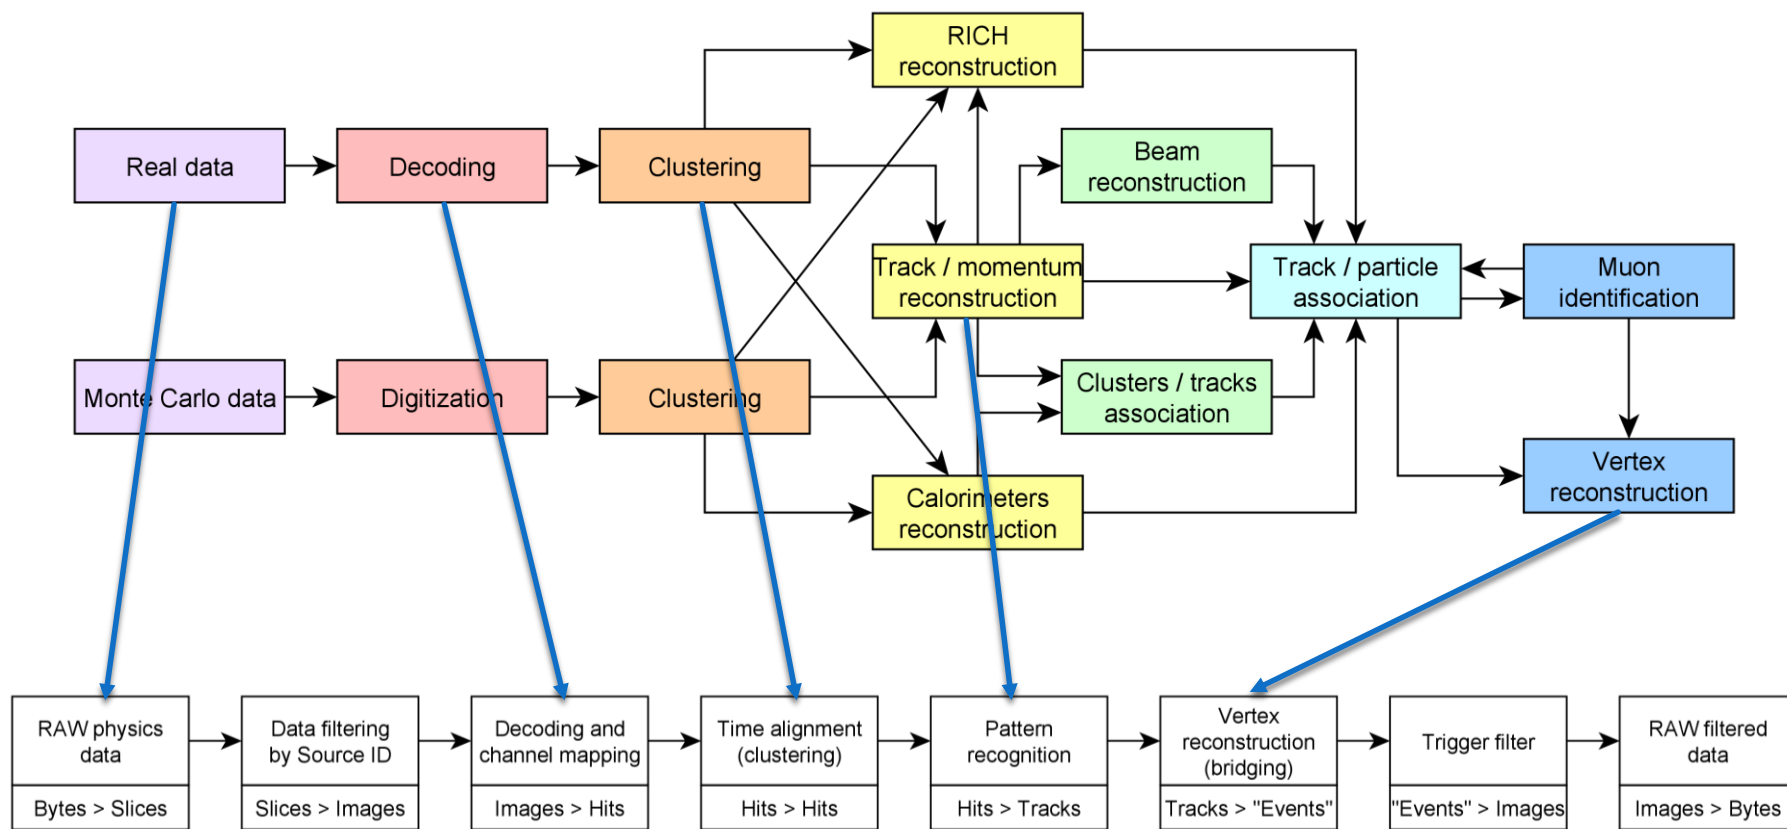 RICH
reconstruction
Real data
Decoding
Clustering
Beam
reconstruction
Track / momentum
reconstruction
Track / particle
association
Muon
identification
Monte Carlo data
Digitization
Clustering
Clusters / tracks
association
Calorimeters
reconstruction
Vertex
reconstruction
RAW physics
data
Bytes > Slices
Data filtering
by Source ID
Slices > Images
Decoding and
channel mapping
Images > Hits
Time alignment
(clustering)
Hits > Hits
Pattern
recognition
Hits > Tracks
Vertex
reconstruction
(bridging)
Tracks > "Events"
Trigger filter
"Events" > Images
RAW filtered
data
Images > Bytes